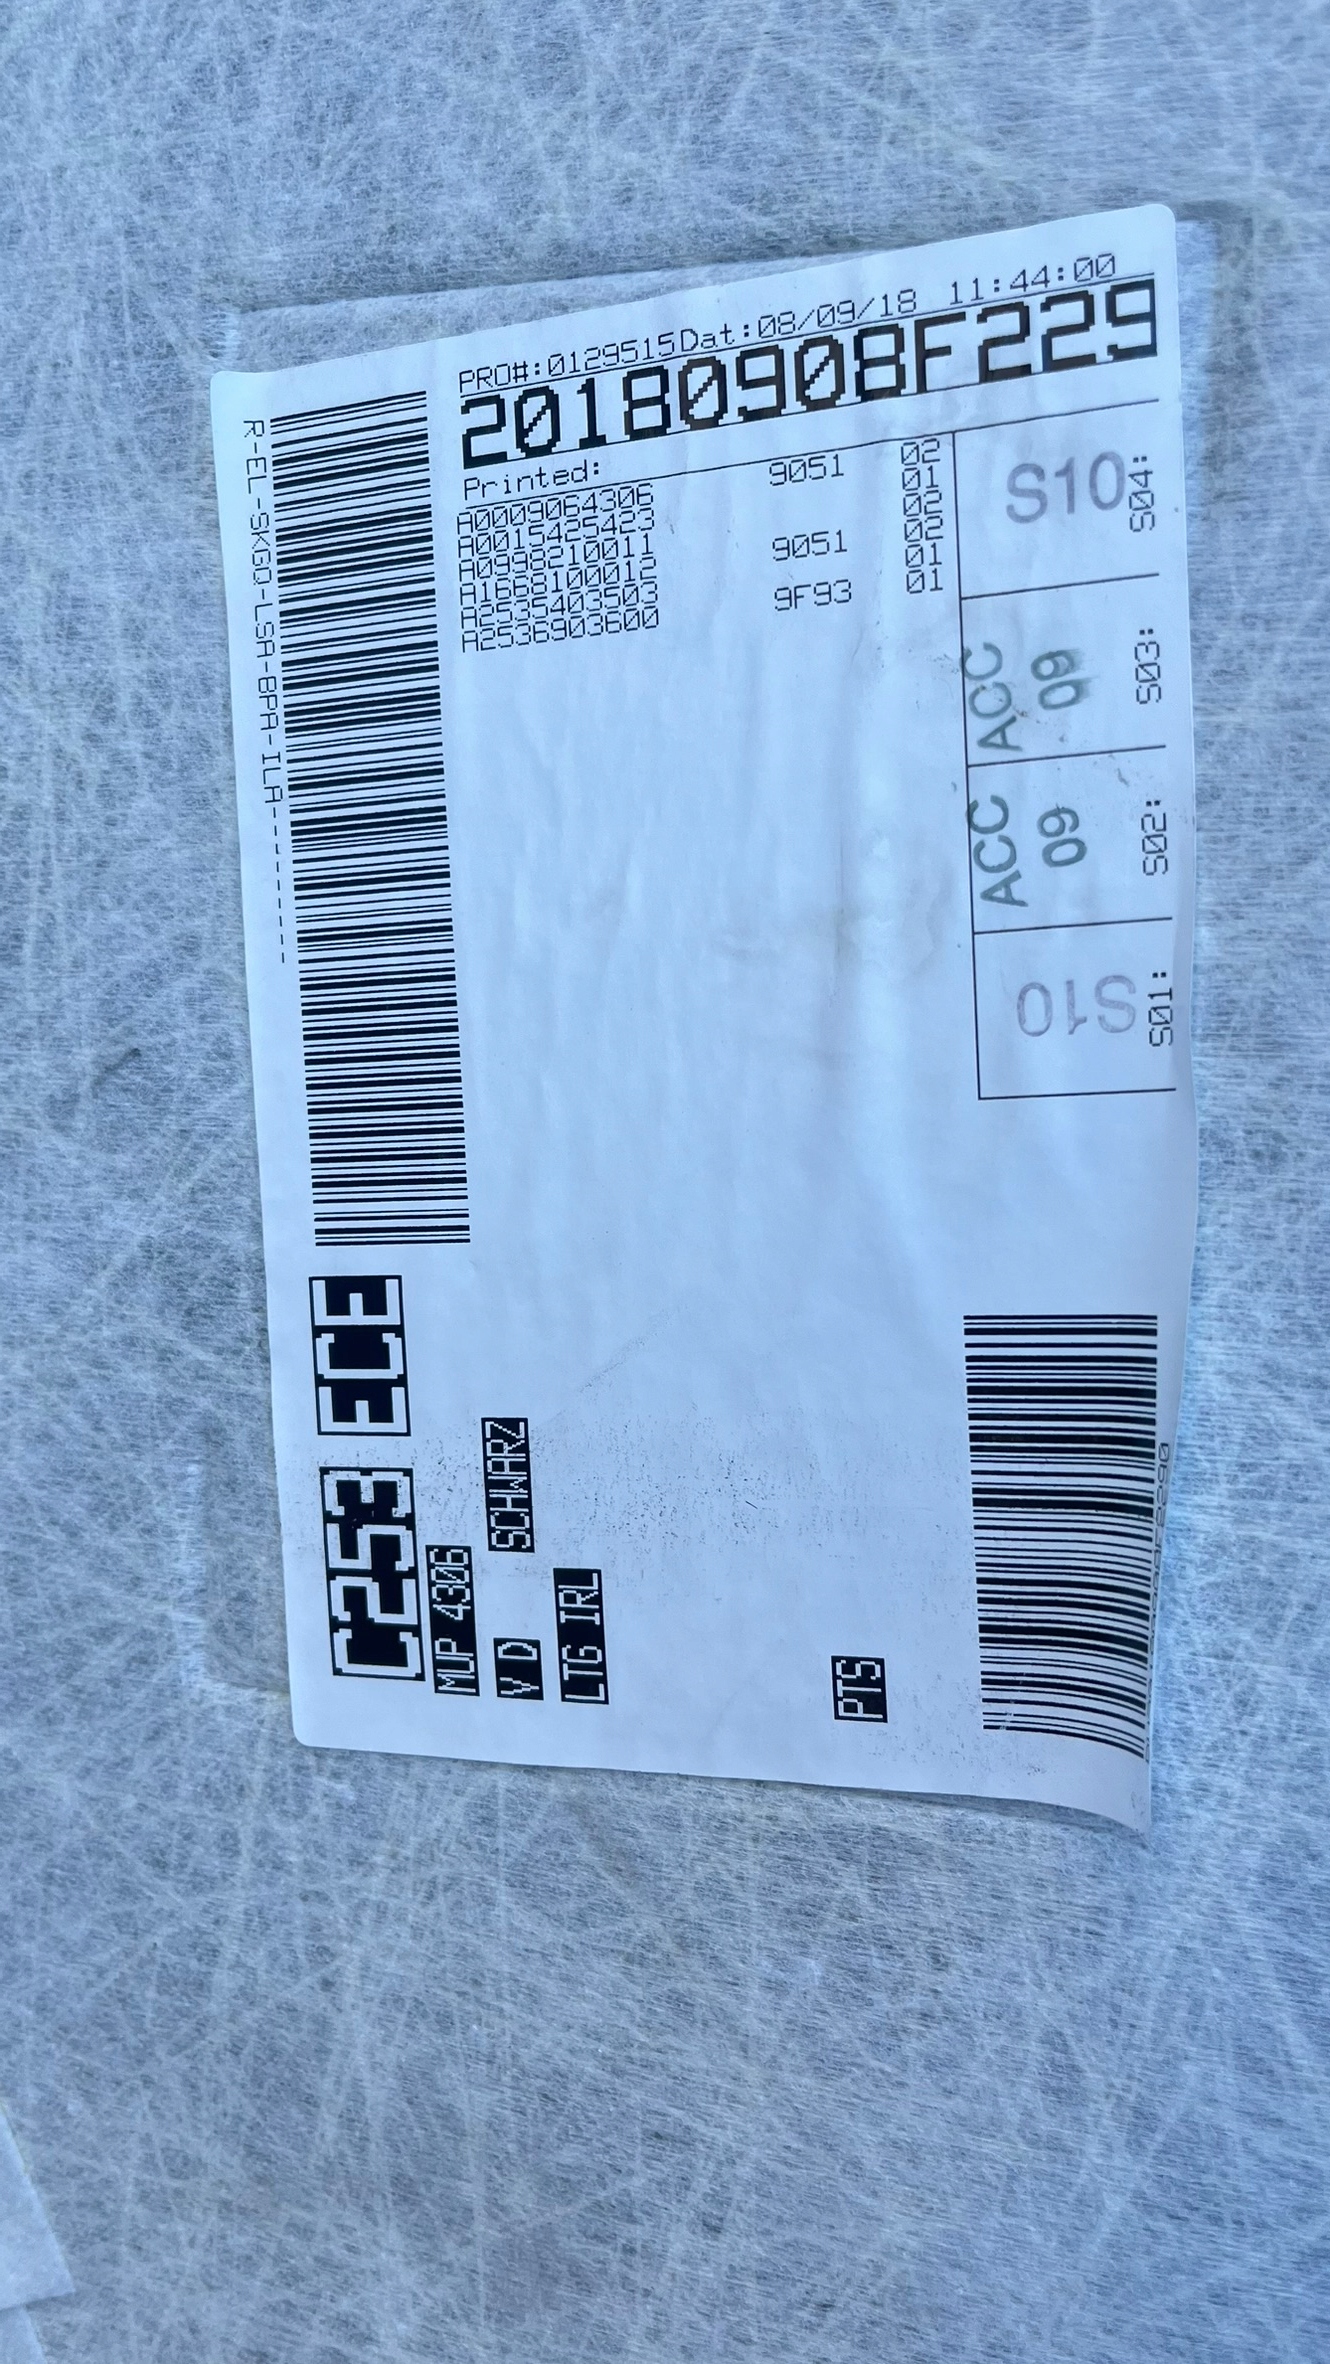 PRO#:0129515Dat:08/09/18 11:44:00
20180908F229
Printed:
A0009064306 9051 02
A0015425423 01
A0998210011 02
A1668100012 9051 02
A2535403503 01
A2536903600 9F93 01
R-EL-SKGQ-LSA-BPA-ILA---------
S10 S04:
ACC ACC 09 S03:
ACC 09 S02:
S10 S01:
C253 ECE
MUP 4306
V D SCHWARZ
LTG IRL
PTS